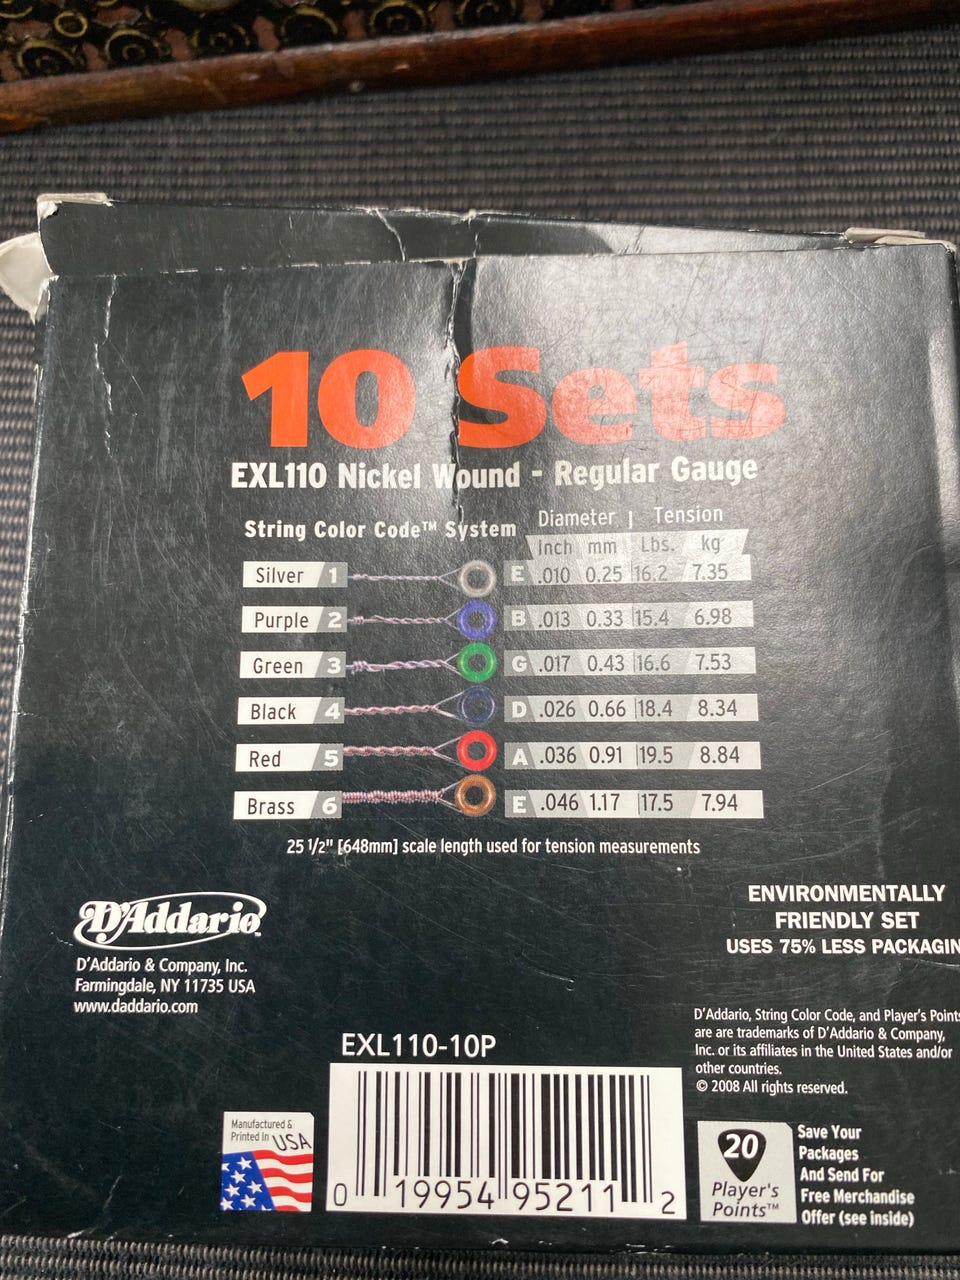 10 Sets
EXL110 Nickel Wound - Regular Gauge
String Color Code™ System
Diameter | Tension
Inch mm Lbs. kg
Silver 1 E .010 0.25 16.2 7.35
Purple 2 B .013 0.33 15.4 6.98
Green 3 G .017 0.43 16.6 7.53
Black 4 D .026 0.66 18.4 8.34
Red 5 A .036 0.91 19.5 8.84
Brass 6 E .046 1.17 17.5 7.94
25 1/2" [648mm] scale length used for tension measurements
D'Addario
D'Addario & Company, Inc.
Farmingdale, NY 11735 USA
www.daddario.com
ENVIRONMENTALLY
FRIENDLY SET
USES 75% LESS PACKAGIN
D'Addario, String Color Code, and Player's Points
are are trademarks of D'Addario & Company,
Inc. or its affiliates in the United States and/or
other countries.
© 2008 All rights reserved.
EXL110-10P
0 19954 95211 2
Manufactured &
Printed In USA
20
Player's
Points™
Save Your
Packages
And Send For
Free Merchandise
Offer (see inside)